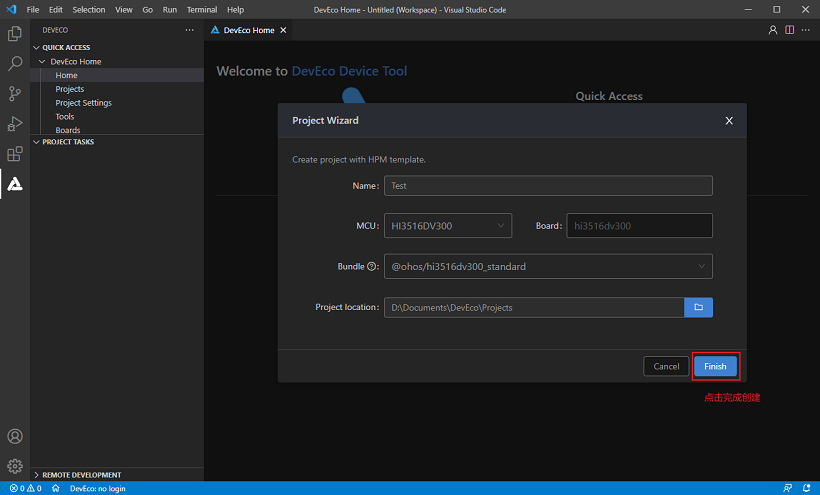 File Edit Selection View Go Run Terminal Help DevEco Home - Untitled (Workspace) - Visual Studio Code
DEVECO
DevEco Home
QUICK ACCESS
DevEco Home
Home
Projects
Project Settings
Tools
Boards
PROJECT TASKS
Welcome to DevEco Device Tool
Quick Access
Project Wizard
Create project with HPM template.
Name: Test
MCU: HI3516DV300 Board: hi3516dv300
Bundle ?: @ohos/hi3516dv300_standard
Project location: D:\Documents\DevEco\Projects
Cancel Finish
点击完成创建
REMOTE DEVELOPMENT
0 0 DevEco: no login